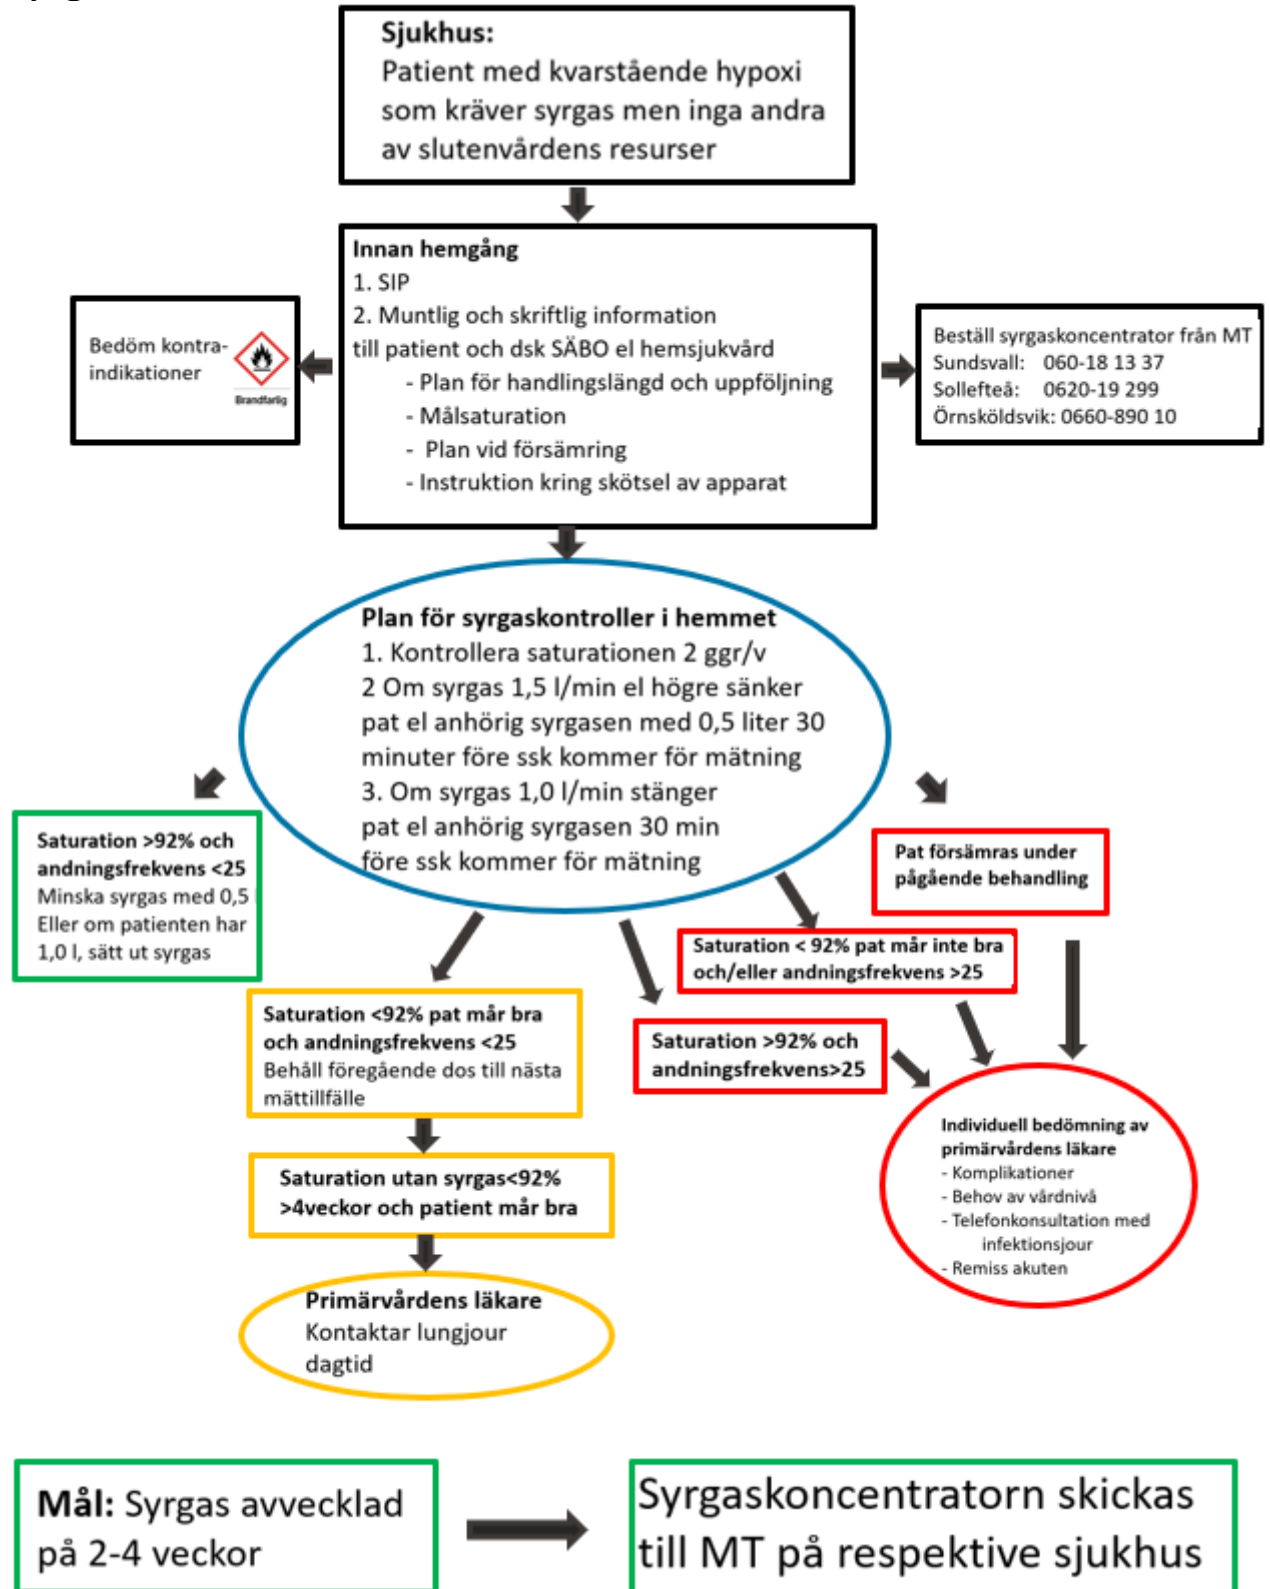 Sjukhus:
Patient med kvarstående hypoxi
som kräver syrgas men inga andra
av slutenvårdens resurser
Innan hemgång
1. SIP
2. Muntlig och skriftlig information
till patient och dsk SÄBO el hemsjukvård
- Plan för handlingslängd och uppföljning
- Målsaturation
- Plan vid försämring
- Instruktion kring skötsel av apparat
Bedöm kontra-
indikationer
Brandfarlig
Beställ syrgaskoncentrator från MT
Sundsvall: 060-18 13 37
Sollefteå: 0620-19 299
Örnsköldsvik: 0660-890 10
Plan för syrgaskontroller i hemmet
1. Kontrollera saturationen 2 ggr/v
2 Om syrgas 1,5 l/min el högre sänker
pat el anhörig syrgasen med 0,5 liter 30
minuter före ssk kommer för mätning
3. Om syrgas 1,0 l/min stänger
pat el anhörig syrgasen 30 min
före ssk kommer för mätning
Saturation >92% och
andningsfrekvens <25
Minska syrgas med 0,5 l
Eller om patienten har
1,0 l, sätt ut syrgas
Pat försämras under
pågående behandling
Saturation < 92% pat mår inte bra
och/eller andningsfrekvens >25
Saturation <92% pat mår bra
och andningsfrekvens <25
Behåll föregående dos till nästa
mättillfälle
Saturation >92% och
andningsfrekvens>25
Individuell bedömning av
primärvårdens läkare
- Komplikationer
- Behov av vårdnivå
- Telefonkonsultation med
infektionsjour
- Remiss akuten
Saturation utan syrgas<92%
>4veckor och patient mår bra
Primärvårdens läkare
Kontaktar lungjour
dagtid
Mål: Syrgas avvecklad
på 2-4 veckor
Syrgaskoncentratorn skickas
till MT på respektive sjukhus